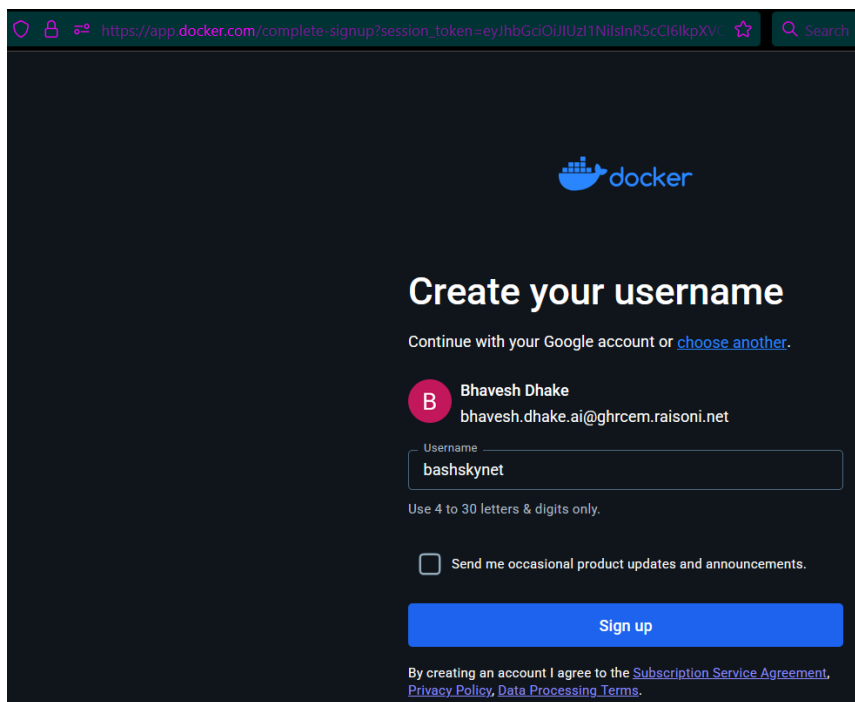 https://app.docker.com/complete-signup?session_token=eyJhbGciOiJIUzI1NiIsInR5cCI6IkpXVC
Search
docker
Create your username
Continue with your Google account or choose another.
B
Bhavesh Dhake
bhavesh.dhake.ai@ghrcem.raisoni.net
Username
bashskynet
Use 4 to 30 letters & digits only.
Send me occasional product updates and announcements.
Sign up
By creating an account I agree to the Subscription Service Agreement,
Privacy Policy, Data Processing Terms.